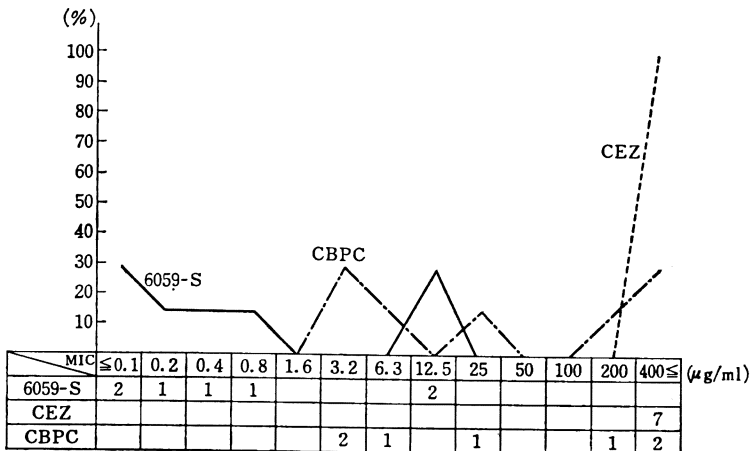 (%)
100
90
80
70
60
50
40
30
20
10
6059-S
CBPC
CEZ
MIC ≦0.1 0.2 0.4 0.8 1.6 3.2 6.3 12.5 25 50 100 200 400≦ (μg/ml)
6059-S 2 1 1 1 2
CEZ 7
CBPC 2 1 1 1 2